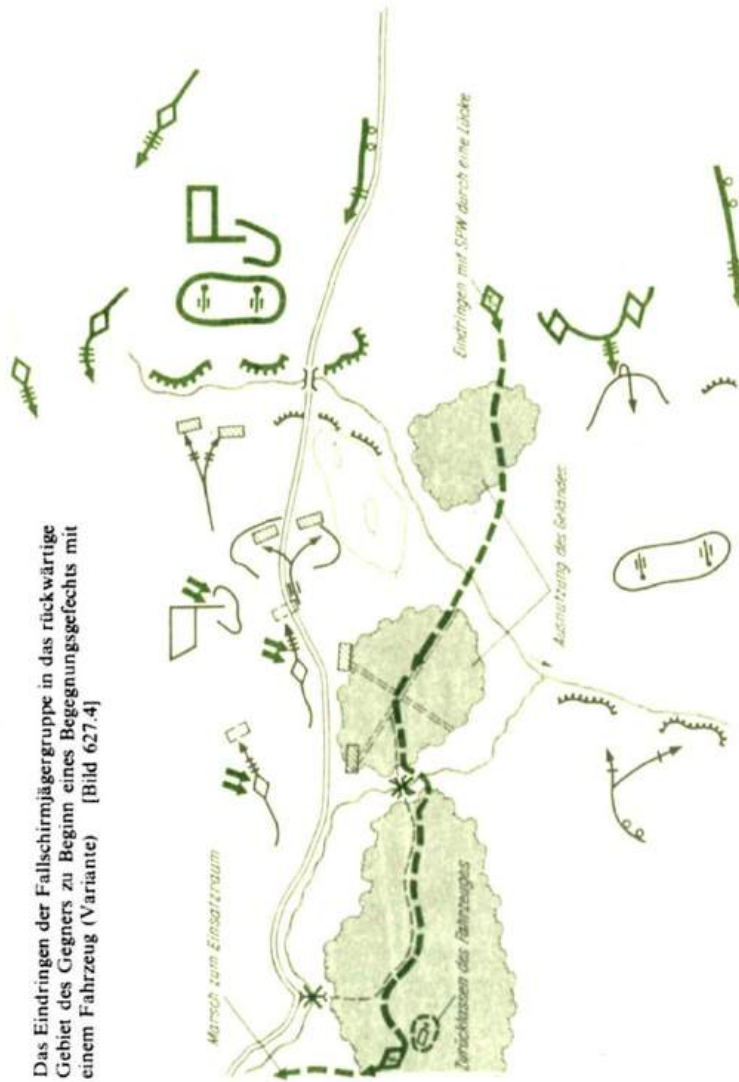 Das Eindringen der Fallschirmjägergruppe in das rückwärtige
Gebiet des Gegners zu Beginn eines Begegnungsgefechts mit
einem Fahrzeug (Variante) [Bild 627.4]
Marsch zum Einsatzraum
Zurücklassen des Fahrzeuges
Ausnutzung des Geländes
Eindringen mit SPW durch eine Lücke